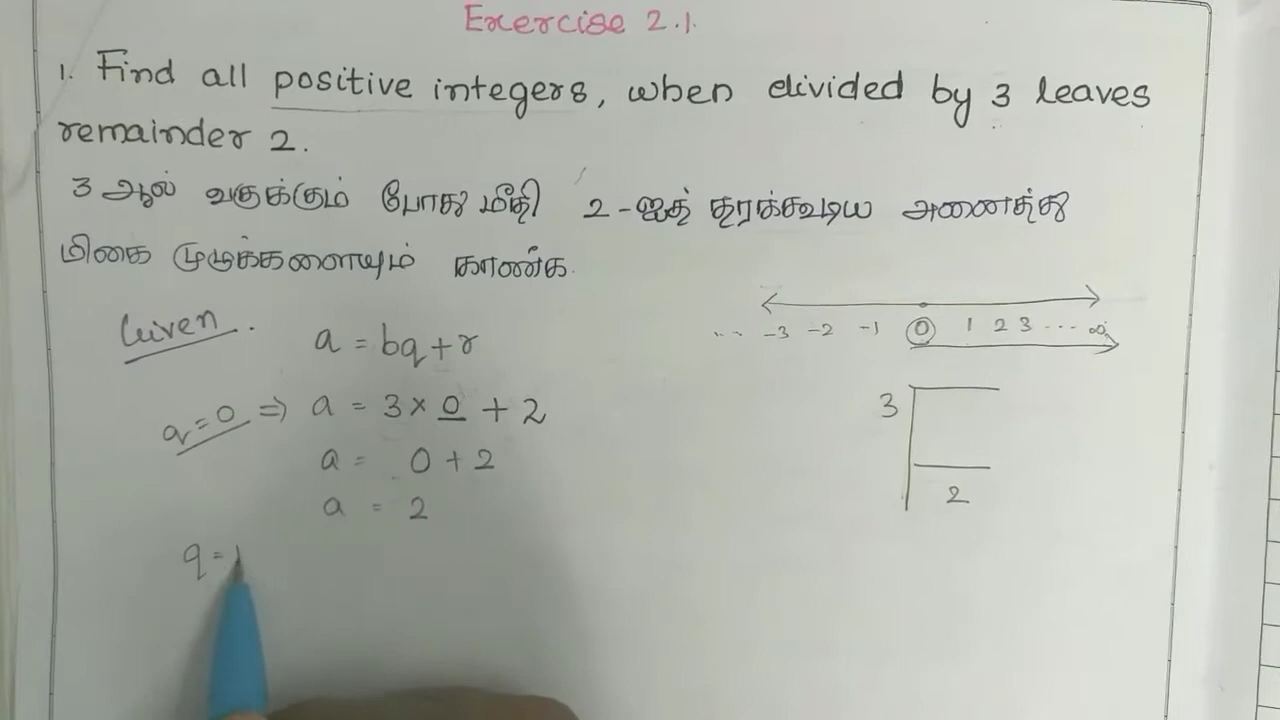 Exercise 2.1.
1. Find all positive integers, when divided by 3 leaves
remainder 2.
3 ஆல் வகுக்கும் போது மீதி 2-ஐத் தரக்கூடிய அனைத்து
மிகை முழுக்களையும் காண்க.
Given.
a = bq + r
... -3 -2 -1 0 1 2 3 ... ∞
q = 0 ⇒ a = 3 × 0 + 2
3
a = 0 + 2
2
a = 2
q = 1